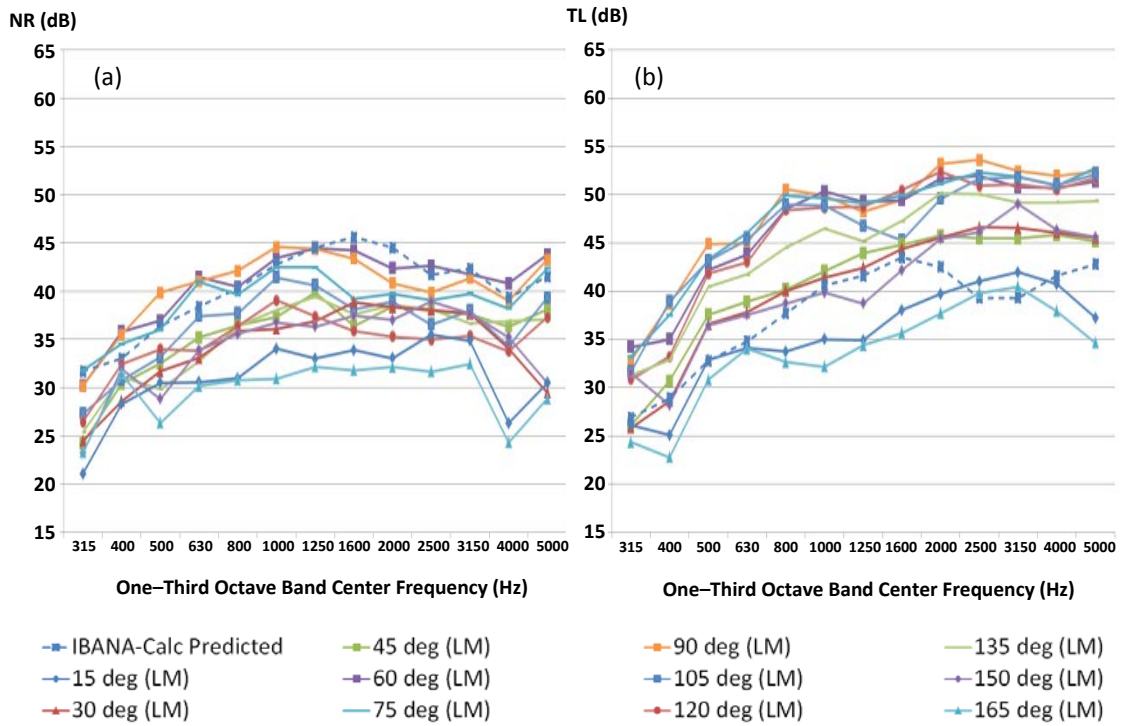 NR (dB)
TL (dB)
(a)
(b)
65
60
55
50
45
40
35
30
25
20
15
65
60
55
50
45
40
35
30
25
20
15
315 400 500 630 800 1000 1250 1600 2000 2500 3150 4000 5000
315 400 500 630 800 1000 1250 1600 2000 2500 3150 4000 5000
One–Third Octave Band Center Frequency (Hz)
One–Third Octave Band Center Frequency (Hz)
IBANA-Calc Predicted
45 deg (LM)
90 deg (LM)
135 deg (LM)
15 deg (LM)
60 deg (LM)
105 deg (LM)
150 deg (LM)
30 deg (LM)
75 deg (LM)
120 deg (LM)
165 deg (LM)